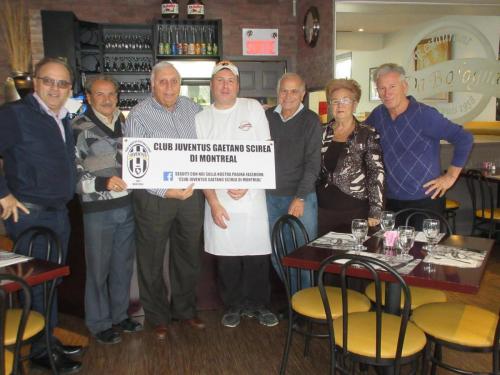 CLUB JUVENTUS GAETANO SCIREA
DI MONTREAL
JUVENTUS
SEGUITI CON NOI SULLA NOSTRA PAGINA FACEBOOK,
"CLUB JUVENTUS GAETANO SCIREA DI MONTREAL"
f